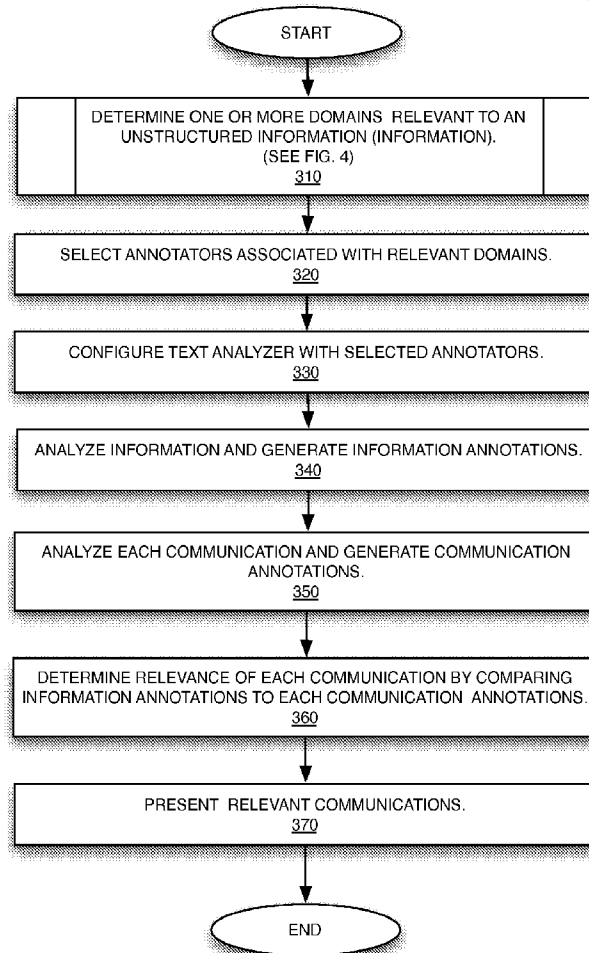 START
DETERMINE ONE OR MORE DOMAINS RELEVANT TO AN
UNSTRUCTURED INFORMATION (INFORMATION).
(SEE FIG. 4)
310
SELECT ANNOTATORS ASSOCIATED WITH RELEVANT DOMAINS.
320
CONFIGURE TEXT ANALYZER WITH SELECTED ANNOTATORS.
330
ANALYZE INFORMATION AND GENERATE INFORMATION ANNOTATIONS.
340
ANALYZE EACH COMMUNICATION AND GENERATE COMMUNICATION
ANNOTATIONS.
350
DETERMINE RELEVANCE OF EACH COMMUNICATION BY COMPARING
INFORMATION ANNOTATIONS TO EACH COMMUNICATION ANNOTATIONS.
360
PRESENT RELEVANT COMMUNICATIONS.
370
END